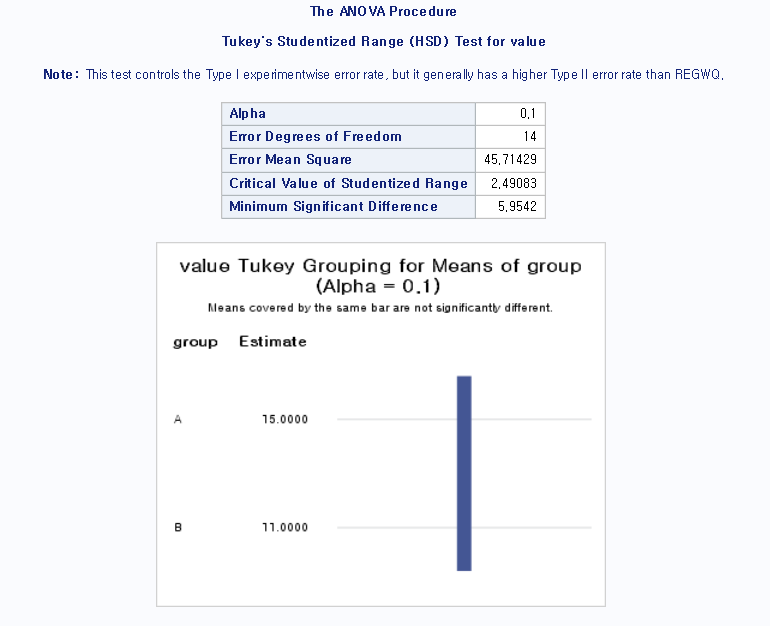 The ANOVA Procedure
Tukey's Studentized Range (HSD) Test for value
Note: This test controls the Type I experimentwise error rate, but it generally has a higher Type II error rate than REGWQ.
Alpha 0.1
Error Degrees of Freedom 14
Error Mean Square 45.71429
Critical Value of Studentized Range 2.49083
Minimum Significant Difference 5.9542
value Tukey Grouping for Means of group
(Alpha = 0.1)
Means covered by the same bar are not significantly different.
group Estimate
A 15.0000
B 11.0000